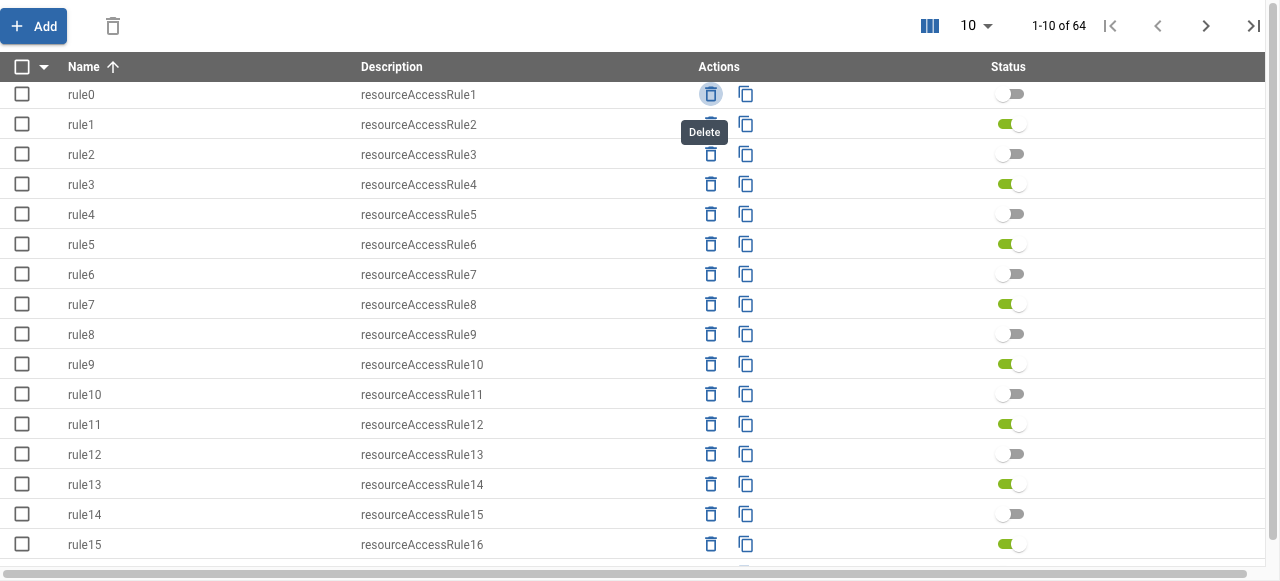 Add
10
1-10 of 64
Name Description Actions Status
rule0 resourceAccessRule1
rule1 resourceAccessRule2
Delete
rule2 resourceAccessRule3
rule3 resourceAccessRule4
rule4 resourceAccessRule5
rule5 resourceAccessRule6
rule6 resourceAccessRule7
rule7 resourceAccessRule8
rule8 resourceAccessRule9
rule9 resourceAccessRule10
rule10 resourceAccessRule11
rule11 resourceAccessRule12
rule12 resourceAccessRule13
rule13 resourceAccessRule14
rule14 resourceAccessRule15
rule15 resourceAccessRule16